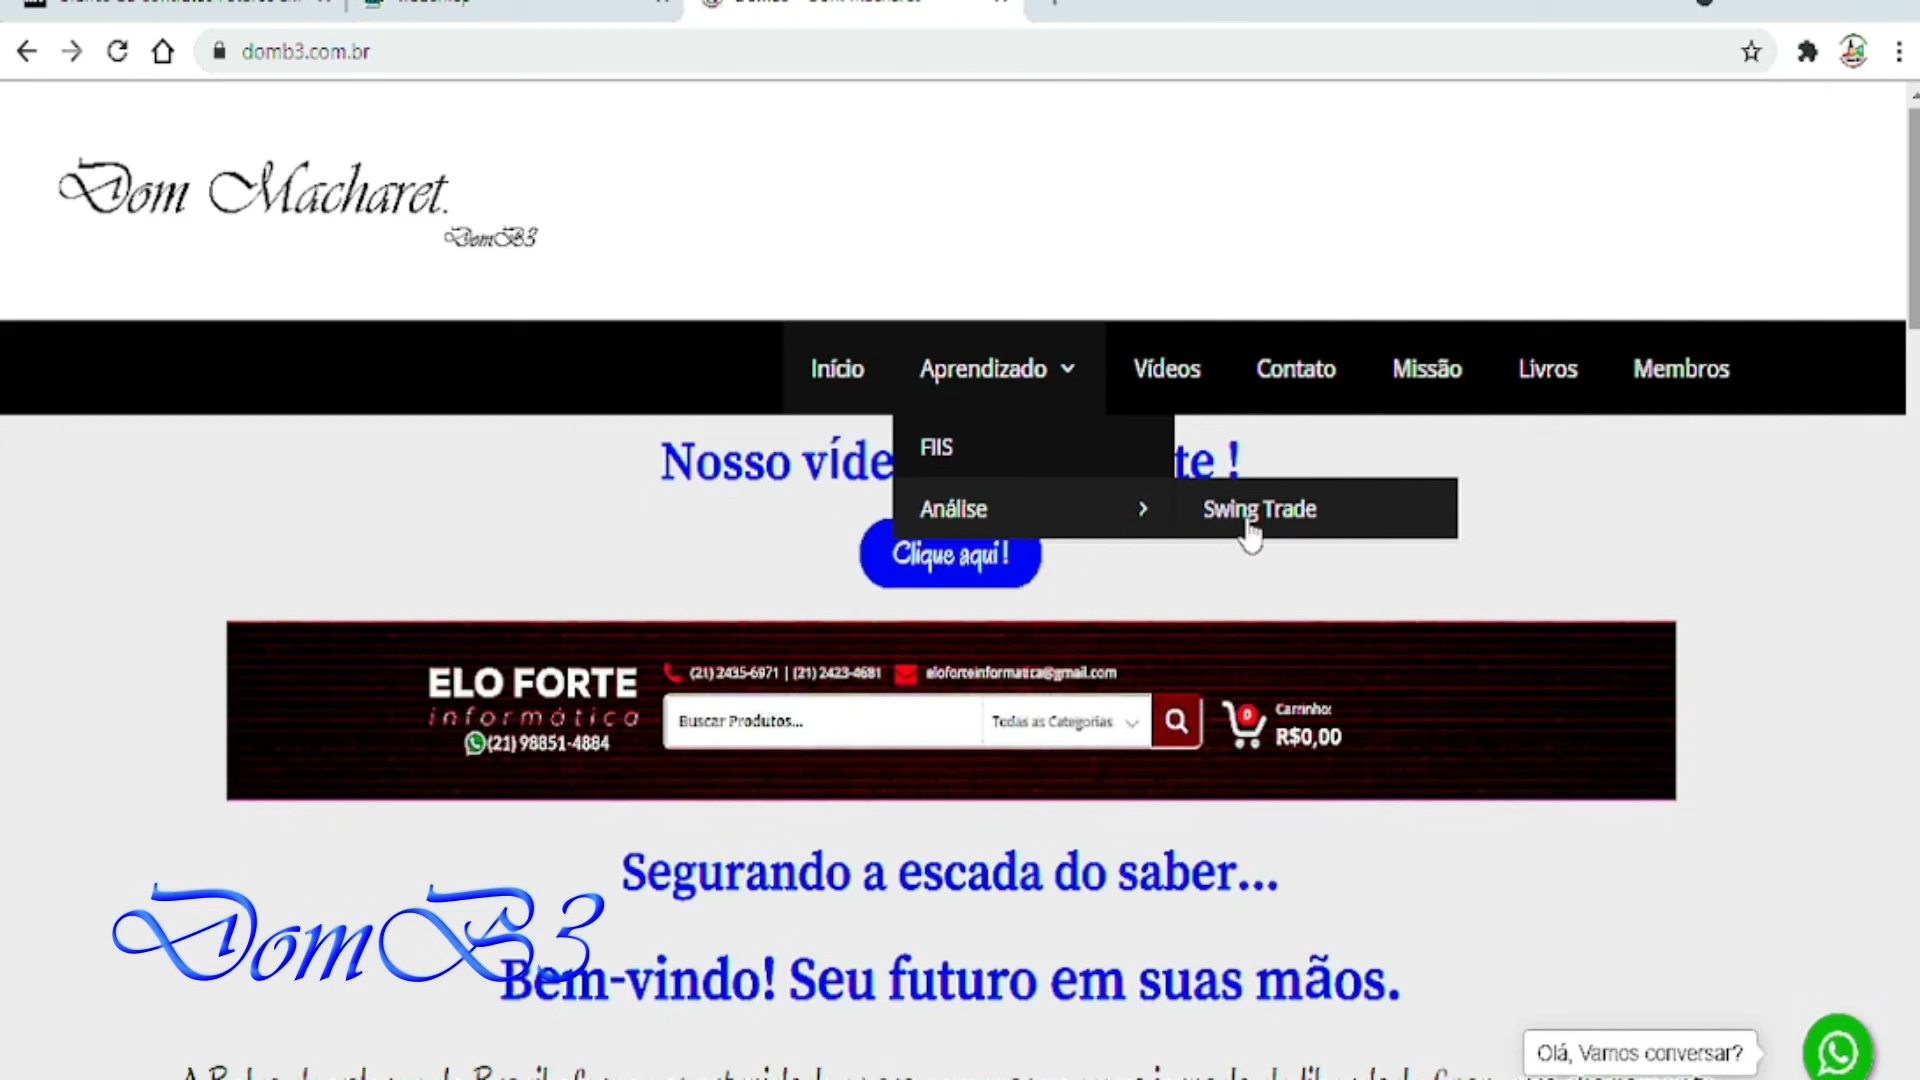 domb3.com.br
Dom Macharet.
DomB3
Início Aprendizado Vídeos Contato Missão Livros Membros
FIIS
Nosso víde te !
Análise Swing Trade
Clique aqui !
ELO FORTE
informática
(21) 98851-4884
(21) 2435-6971 | (21) 2423-4681 eloforteinformatica@gmail.com
Buscar Produtos... Todas as Categorias
0 Carrinho:
R$0,00
Segurando a escada do saber...
DomB3
Bem-vindo! Seu futuro em suas mãos.
Olá, Vamos conversar?